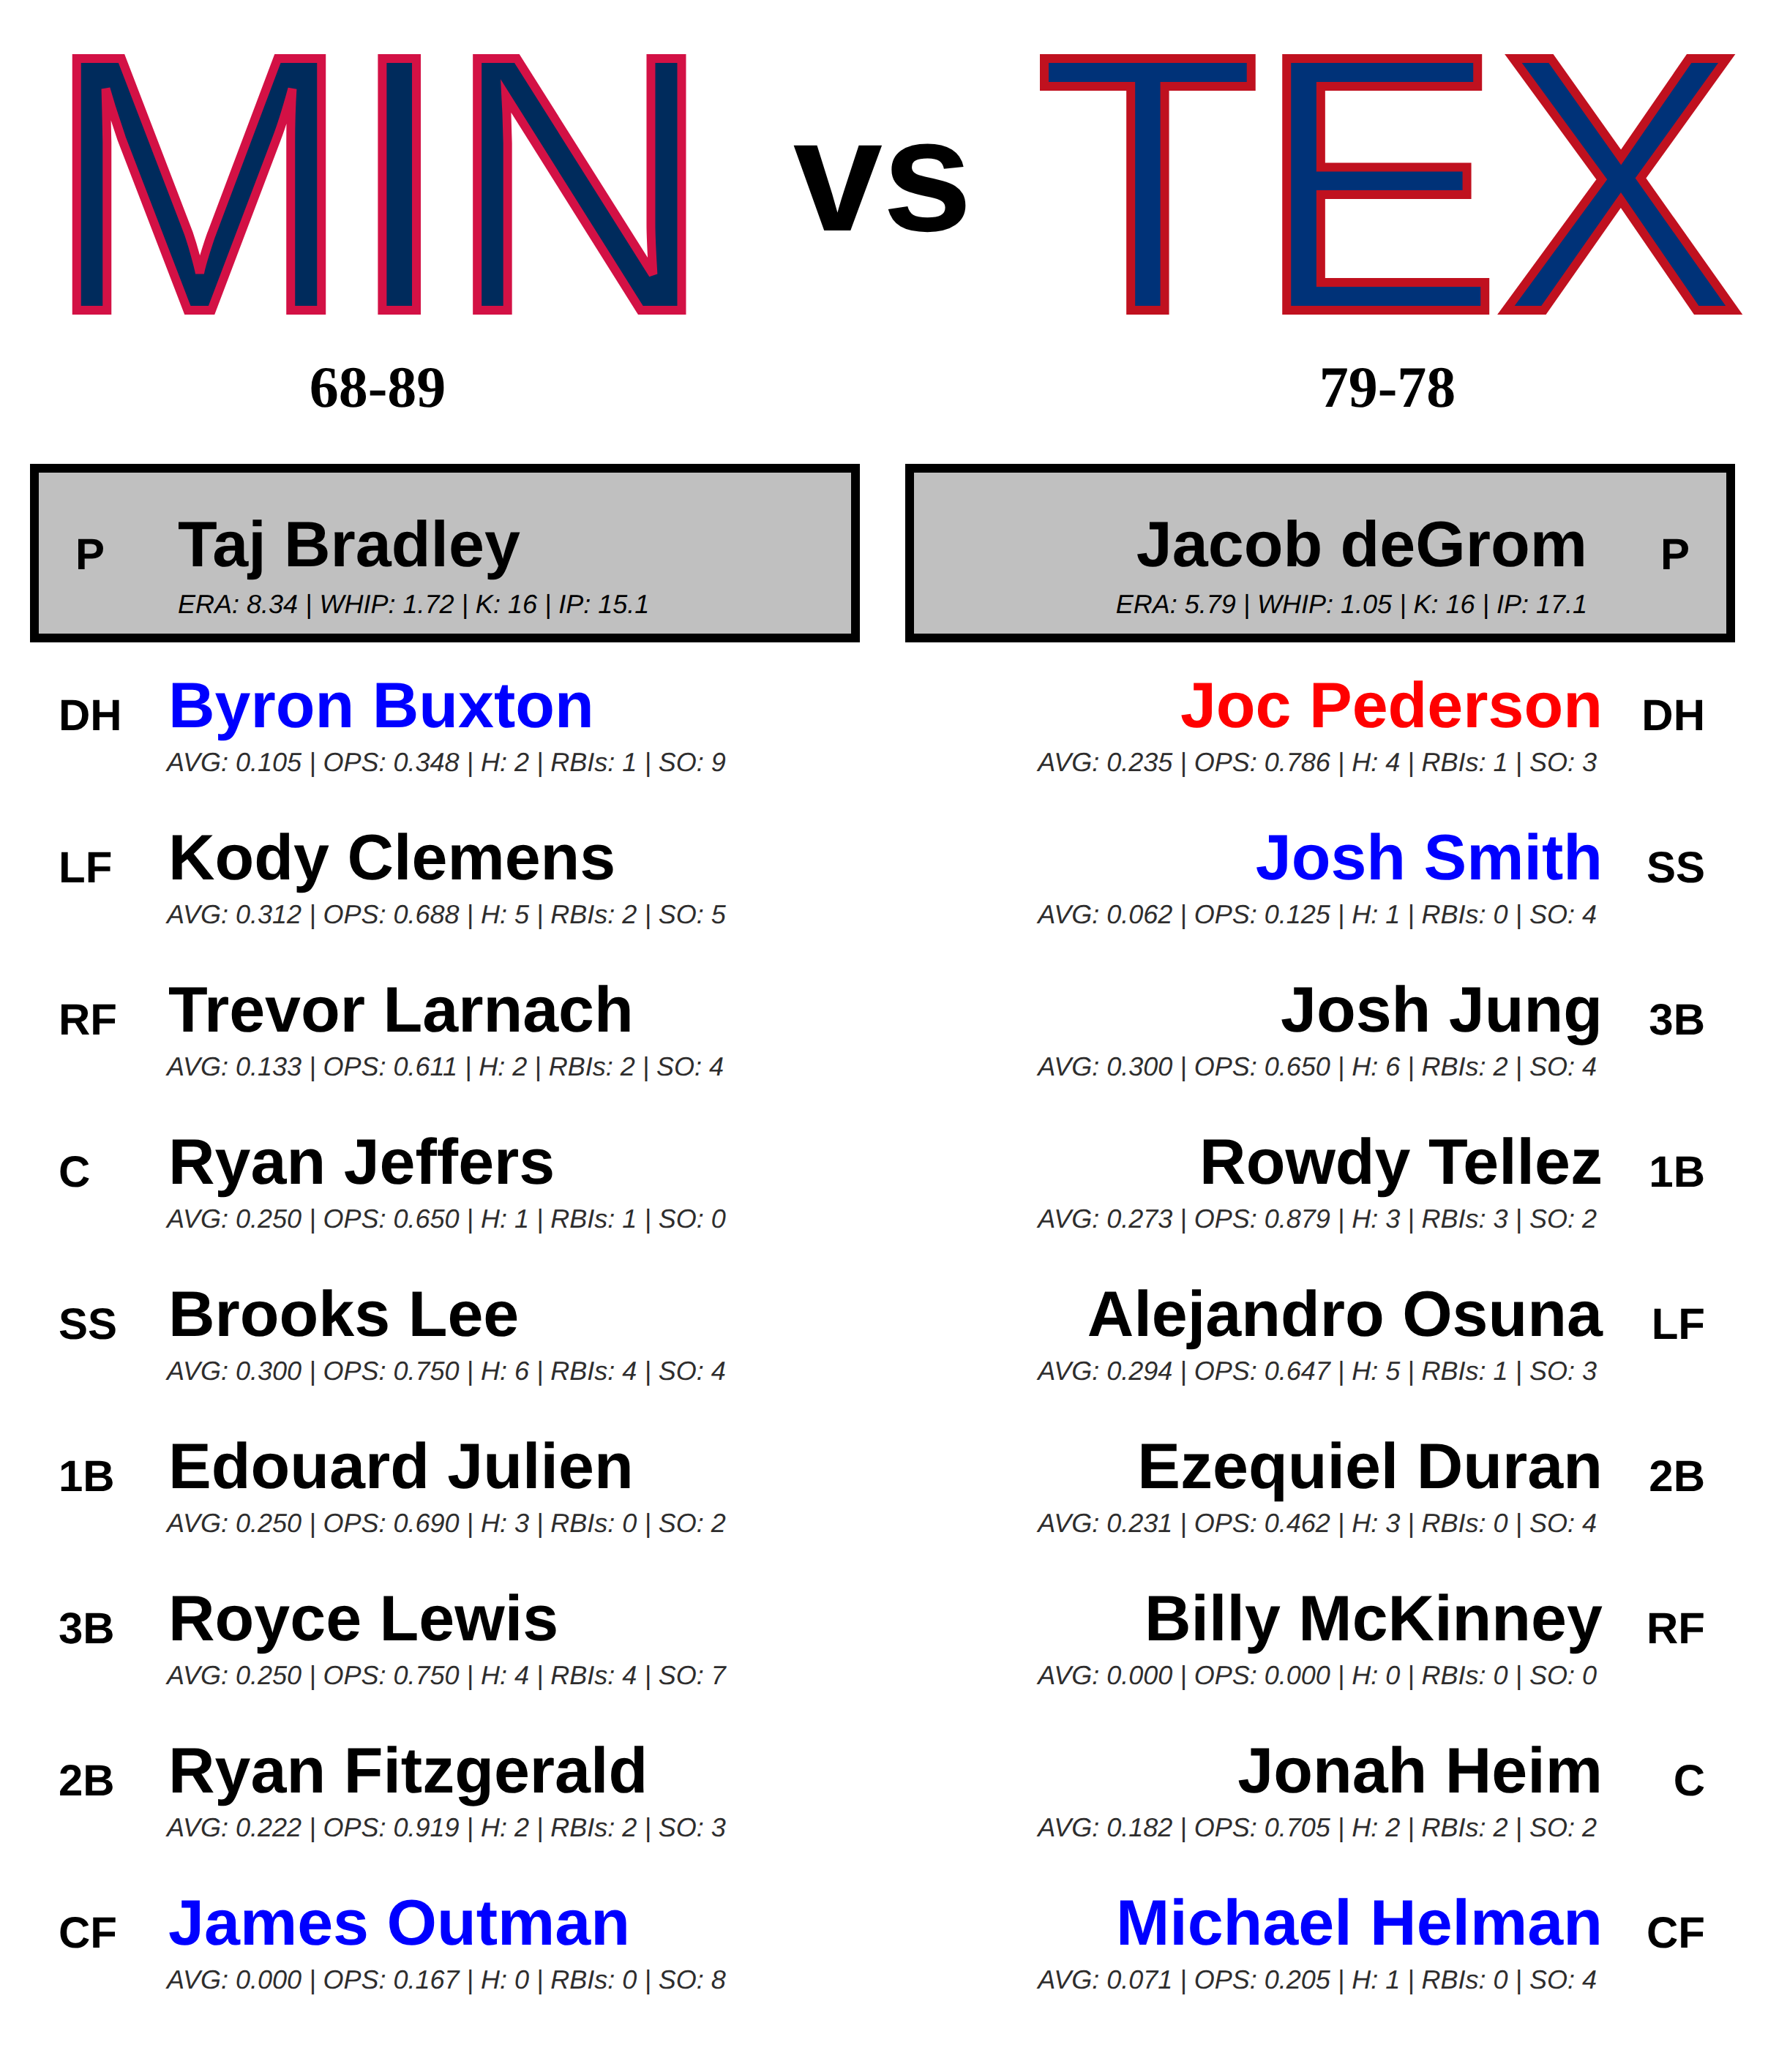 MIN vs TEX
68-89 79-78
P Taj Bradley
ERA: 8.34 | WHIP: 1.72 | K: 16 | IP: 15.1
Jacob deGrom P
ERA: 5.79 | WHIP: 1.05 | K: 16 | IP: 17.1
DH Byron Buxton
AVG: 0.105 | OPS: 0.348 | H: 2 | RBIs: 1 | SO: 9
LF Kody Clemens
AVG: 0.312 | OPS: 0.688 | H: 5 | RBIs: 2 | SO: 5
RF Trevor Larnach
AVG: 0.133 | OPS: 0.611 | H: 2 | RBIs: 2 | SO: 4
C Ryan Jeffers
AVG: 0.250 | OPS: 0.650 | H: 1 | RBIs: 1 | SO: 0
SS Brooks Lee
AVG: 0.300 | OPS: 0.750 | H: 6 | RBIs: 4 | SO: 4
1B Edouard Julien
AVG: 0.250 | OPS: 0.690 | H: 3 | RBIs: 0 | SO: 2
3B Royce Lewis
AVG: 0.250 | OPS: 0.750 | H: 4 | RBIs: 4 | SO: 7
2B Ryan Fitzgerald
AVG: 0.222 | OPS: 0.919 | H: 2 | RBIs: 2 | SO: 3
CF James Outman
AVG: 0.000 | OPS: 0.167 | H: 0 | RBIs: 0 | SO: 8
Joc Pederson DH
AVG: 0.235 | OPS: 0.786 | H: 4 | RBIs: 1 | SO: 3
Josh Smith SS
AVG: 0.062 | OPS: 0.125 | H: 1 | RBIs: 0 | SO: 4
Josh Jung 3B
AVG: 0.300 | OPS: 0.650 | H: 6 | RBIs: 2 | SO: 4
Rowdy Tellez 1B
AVG: 0.273 | OPS: 0.879 | H: 3 | RBIs: 3 | SO: 2
Alejandro Osuna LF
AVG: 0.294 | OPS: 0.647 | H: 5 | RBIs: 1 | SO: 3
Ezequiel Duran 2B
AVG: 0.231 | OPS: 0.462 | H: 3 | RBIs: 0 | SO: 4
Billy McKinney RF
AVG: 0.000 | OPS: 0.000 | H: 0 | RBIs: 0 | SO: 0
Jonah Heim C
AVG: 0.182 | OPS: 0.705 | H: 2 | RBIs: 2 | SO: 2
Michael Helman CF
AVG: 0.071 | OPS: 0.205 | H: 1 | RBIs: 0 | SO: 4